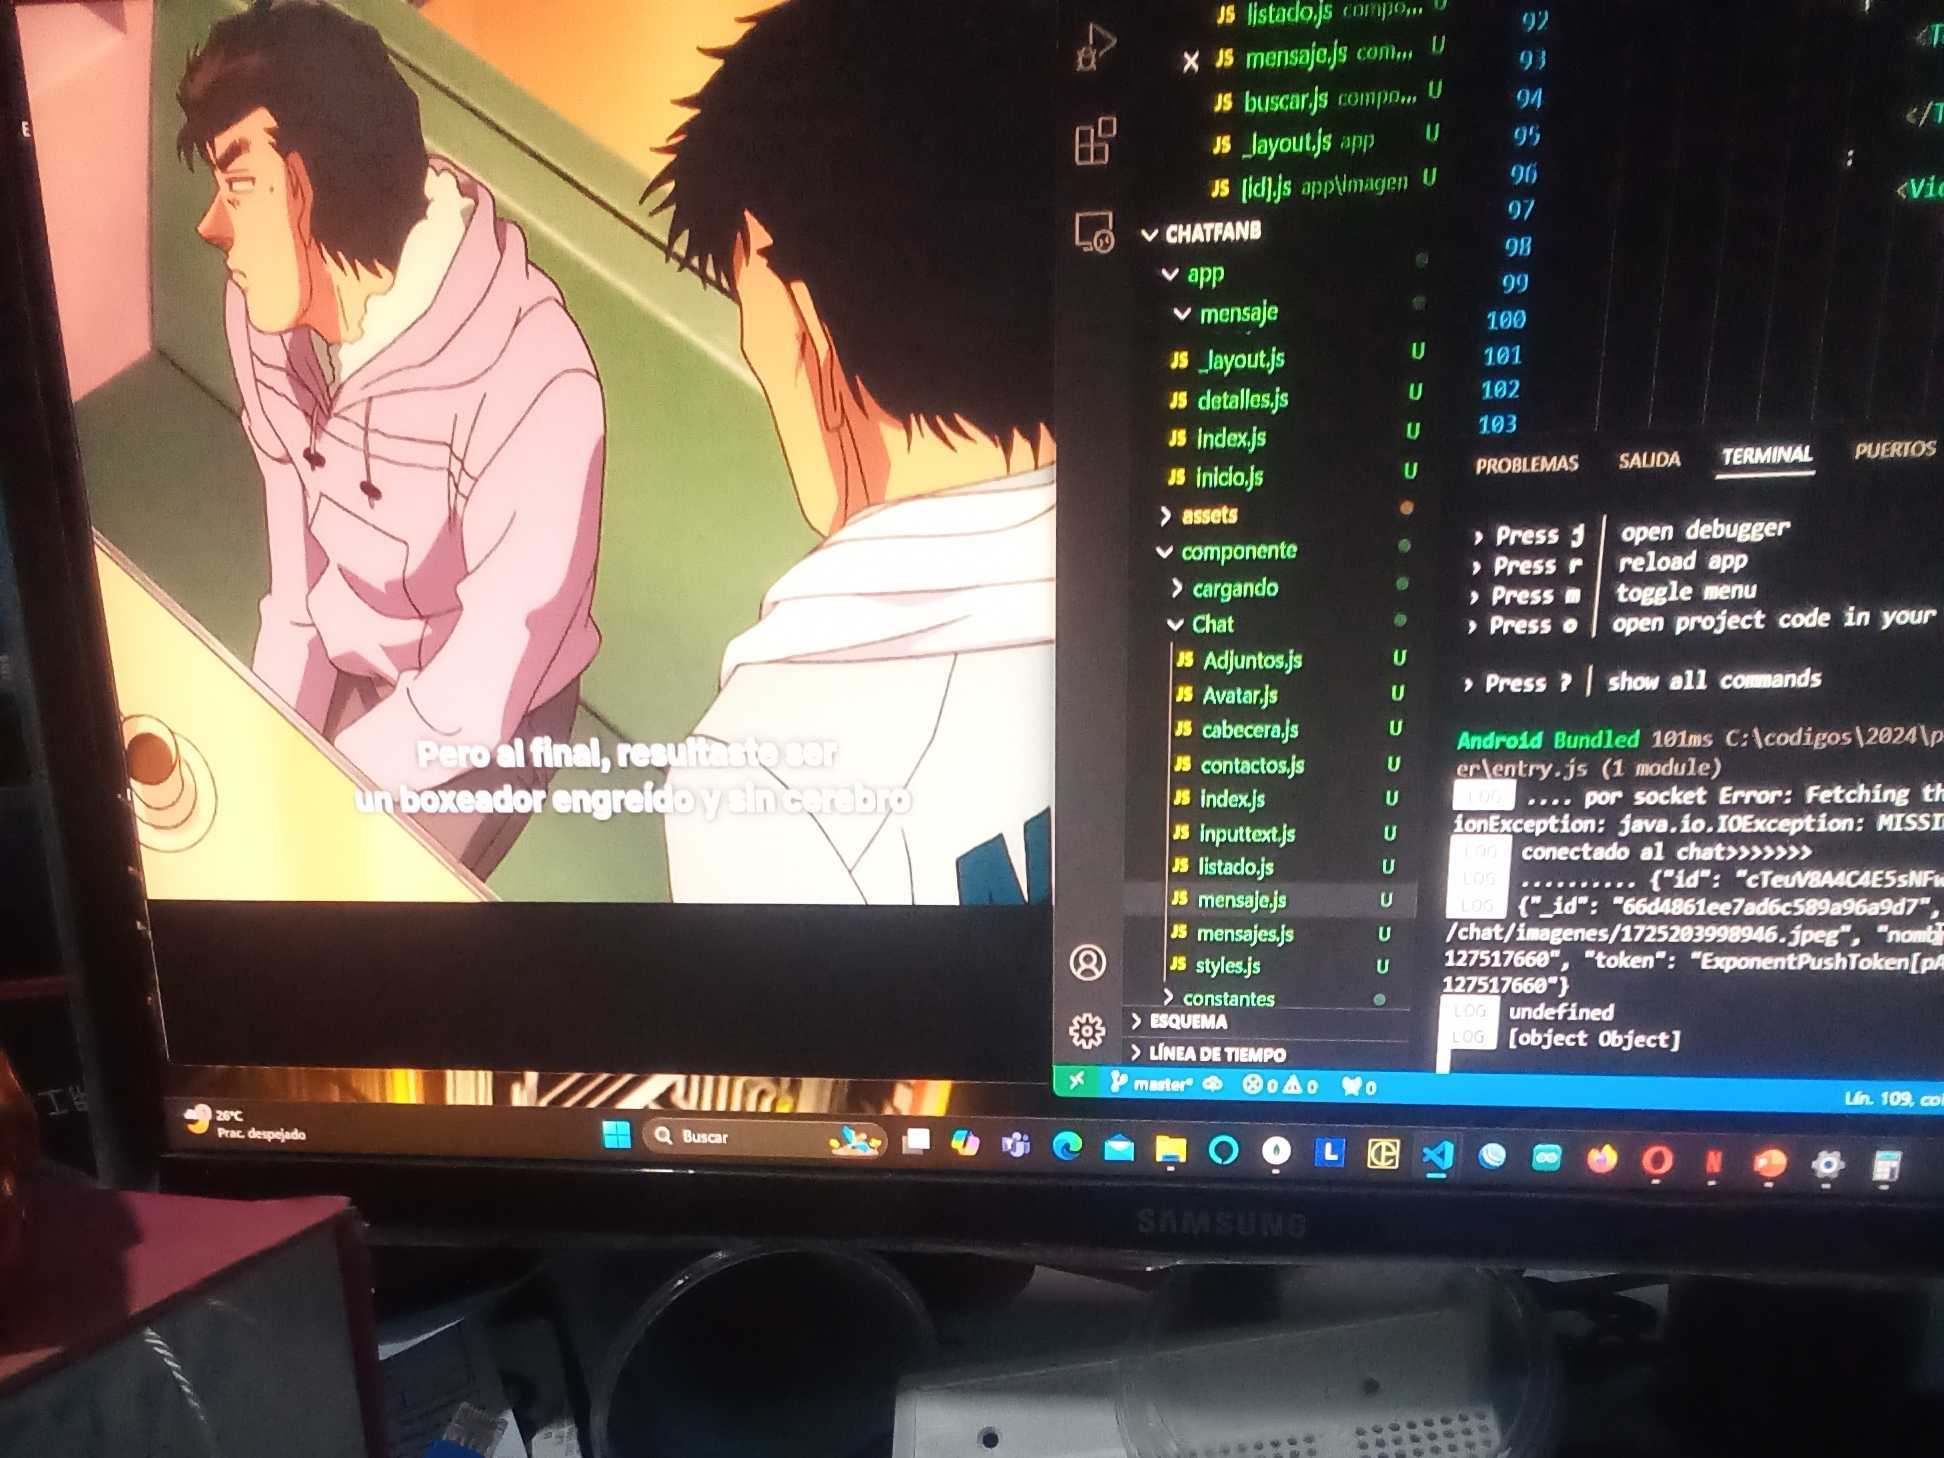 E
Pero al final, resultaste ser
un boxeador engreído y sin cerebro
JS listado.js compo... U
JS mensaje.js com... U
JS buscar.js compo... U
JS _layout.js app U
JS [id].js app\imagen U
CHATFANB
app
mensaje
JS _layout.js U
JS detalles.js U
JS index.js U
JS inicio.js U
assets
componente
cargando
Chat
JS Adjuntos.js U
JS Avatar.js U
JS cabecera.js U
JS contactos.js U
JS index.js U
JS inputtext.js U
JS listado.js U
JS mensaje.js U
JS mensajes.js U
JS styles.js U
constantes
ESQUEMA
LÍNEA DE TIEMPO
92
93
94
95
96
97
98
99
100
101
102
103
<T
</T
:
<Vi
PROBLEMAS SALIDA TERMINAL PUERTOS
› Press j │ open debugger
› Press r │ reload app
› Press m │ toggle menu
› Press o │ open project code in your
› Press ? │ show all commands
Android Bundled 101ms C:\codigos\2024\p
er\entry.js (1 module)
LOG .... por socket Error: Fetching th
ionException: java.io.IOException: MISSI
LOG conectado al chat>>>>>>>
LOG .......... {"id": "cTeuV8A4C4E5sNFw
LOG {"_id": "66d4861ee7ad6c589a96a9d7",
/chat/imagenes/1725203998946.jpeg", "nomb
127517660", "token": "ExponentPushToken[pA
127517660"}
LOG undefined
LOG [object Object]
master* 0 0 0
Lín. 109, col
26°C
Prac. despejado
Buscar
SAMSUNG